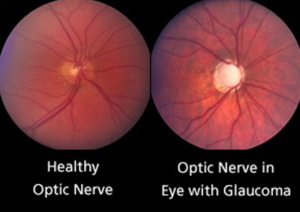 Healthy
Optic Nerve
Optic Nerve in
Eye with Glaucoma